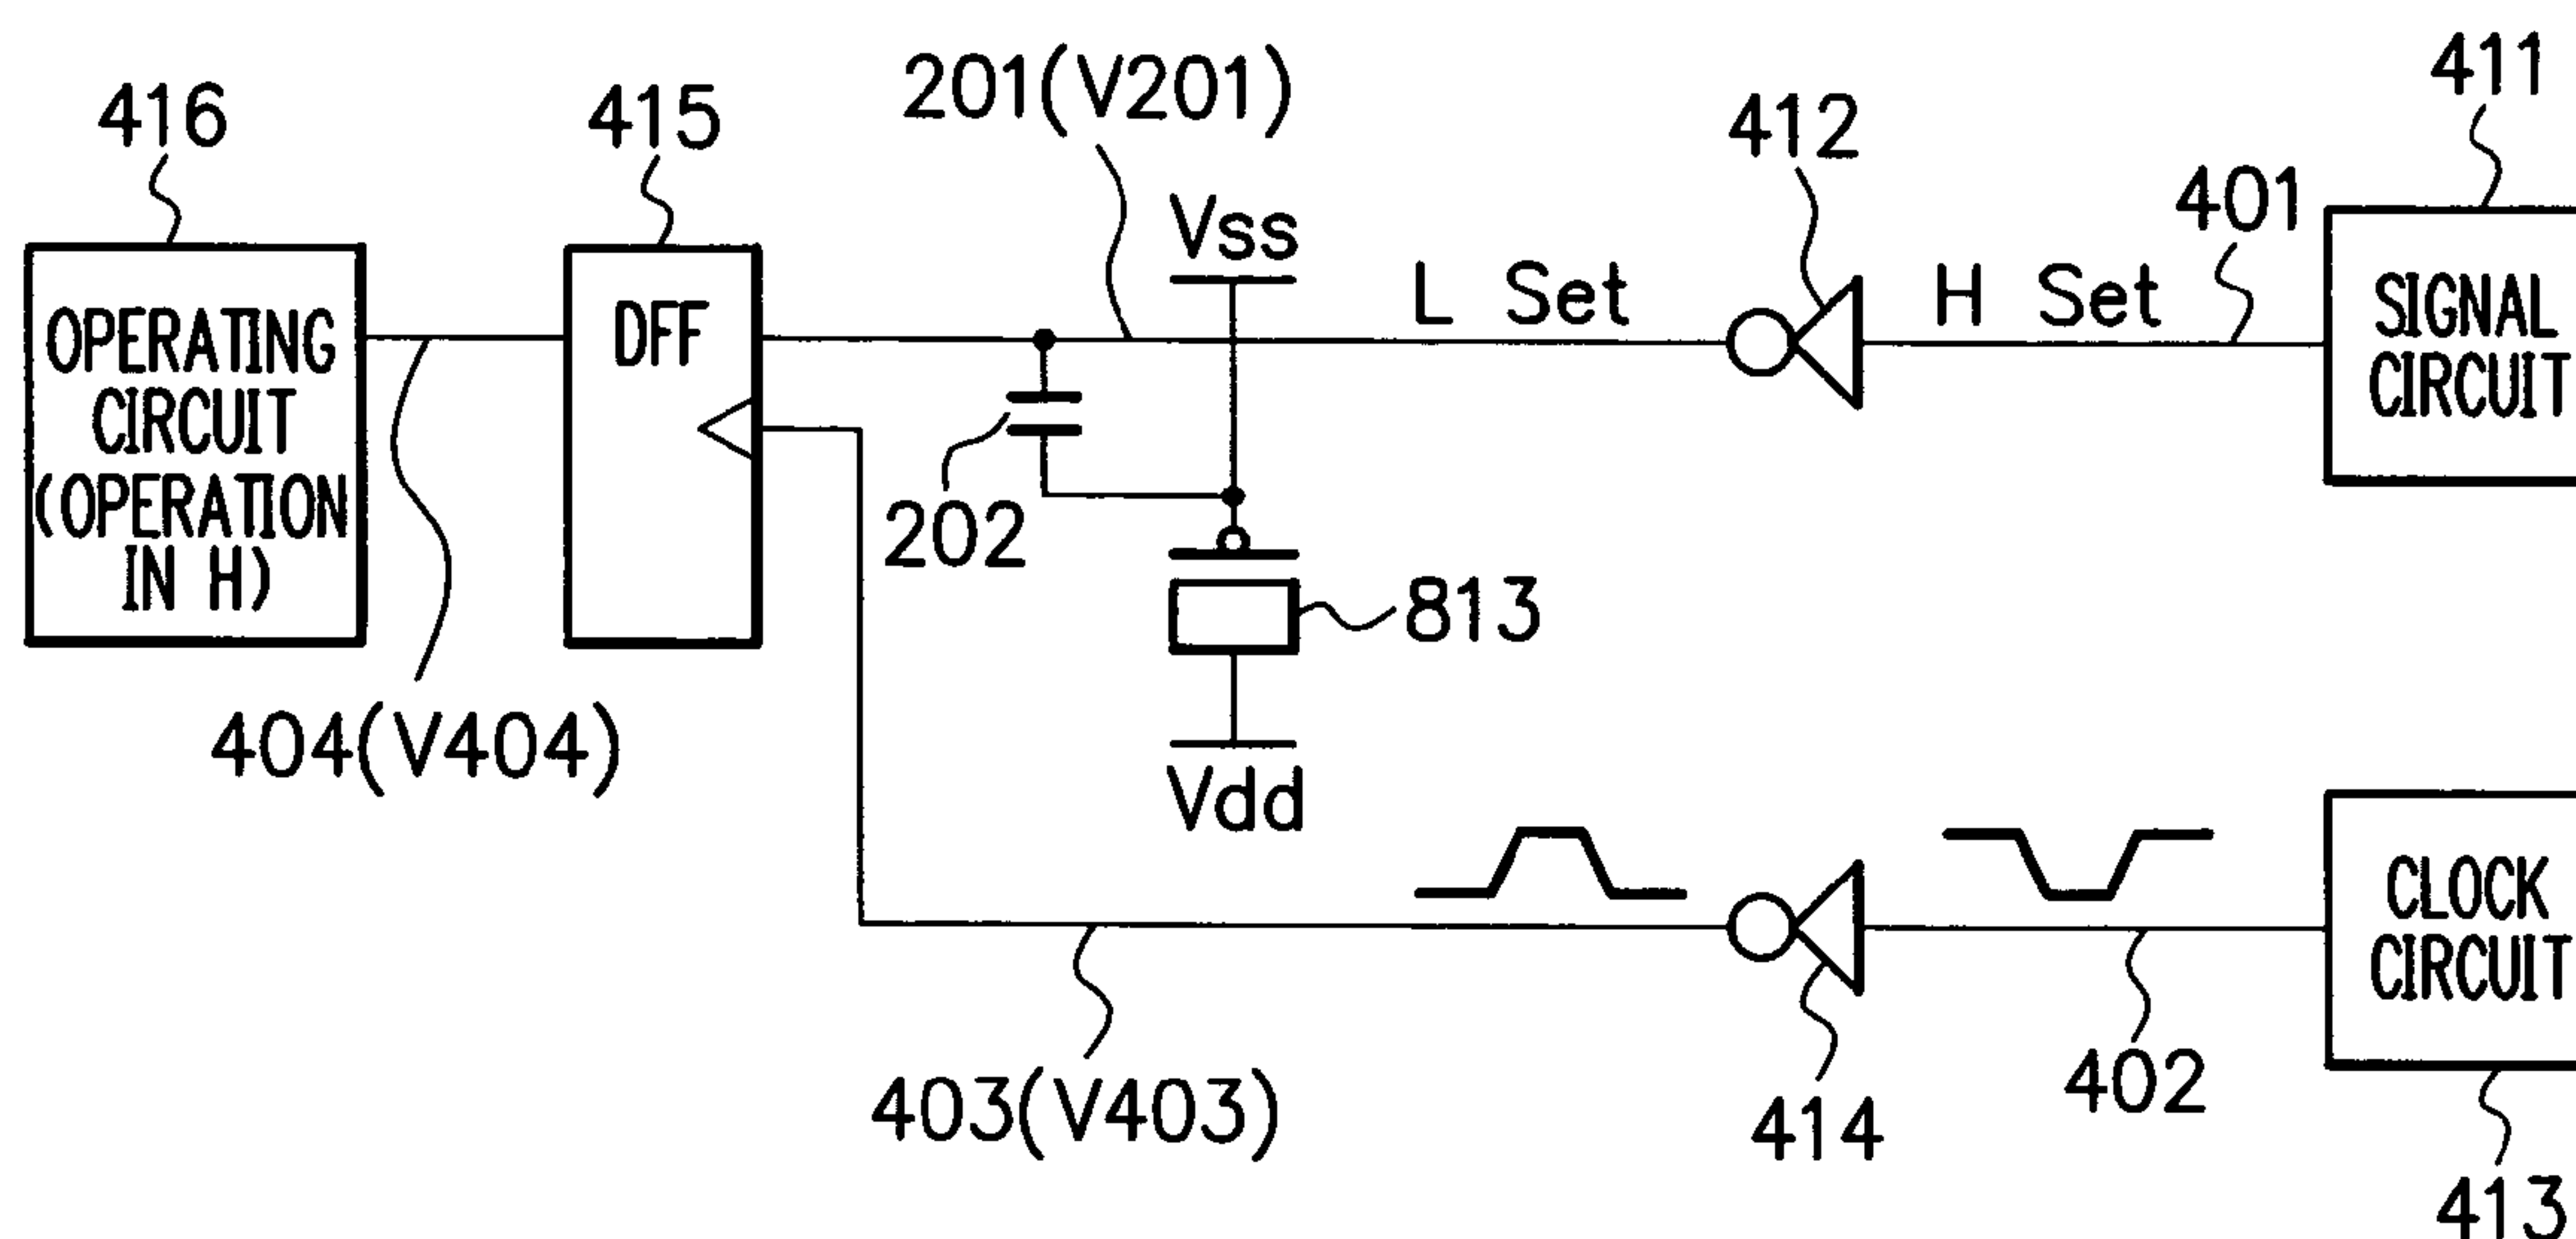 416
415
201(V201)
412
411
401
Vss
L Set
H Set
OPERATING
CIRCUIT
(OPERATION
IN H)
DFF
SIGNAL
CIRCUIT
202
813
404(V404)
Vdd
CLOCK
CIRCUIT
403(V403)
414
402
413